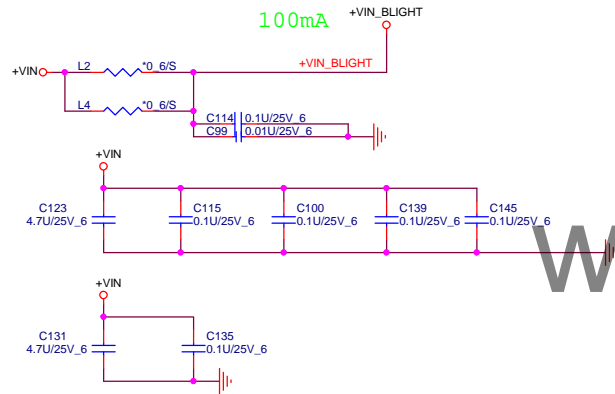 100mA
+VIN_BLIGHT
+VIN
L2
*0_6/S
+VIN_BLIGHT
L4
*0_6/S
C114
0.1U/25V_6
C99
0.01U/25V_6
+VIN
C123
4.7U/25V_6
C115
0.1U/25V_6
C100
0.1U/25V_6
C139
0.1U/25V_6
C145
0.1U/25V_6
W
+VIN
C131
4.7U/25V_6
C135
0.1U/25V_6